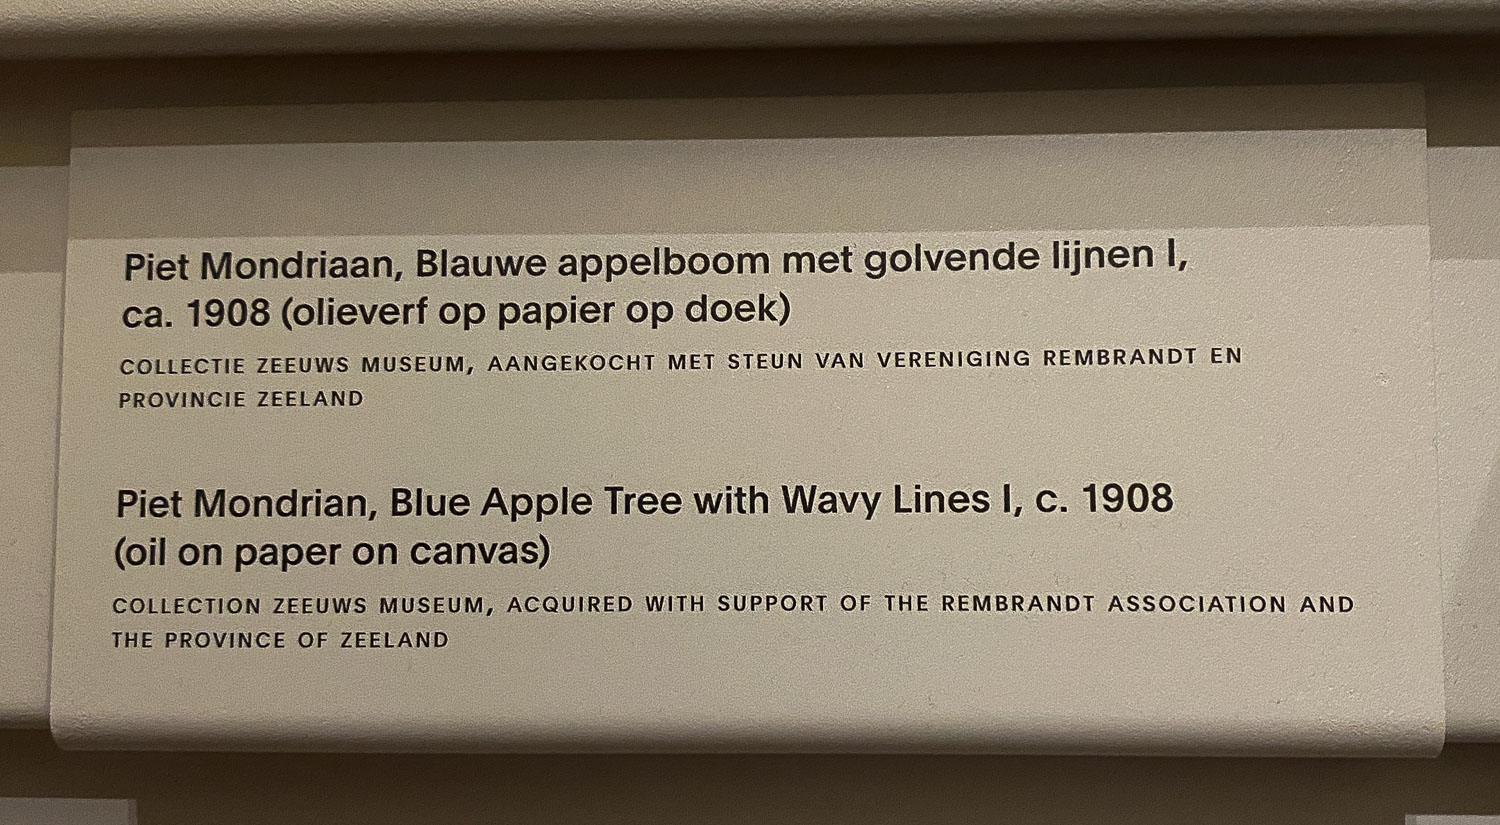 Piet Mondriaan, Blauwe appelboom met golvende lijnen I,
ca. 1908 (olieverf op papier op doek)
COLLECTIE ZEEUWS MUSEUM, AANGEKOCHT MET STEUN VAN VERENIGING REMBRANDT EN
PROVINCIE ZEELAND
Piet Mondrian, Blue Apple Tree with Wavy Lines I, c. 1908
(oil on paper on canvas)
COLLECTION ZEEUWS MUSEUM, ACQUIRED WITH SUPPORT OF THE REMBRANDT ASSOCIATION AND
THE PROVINCE OF ZEELAND